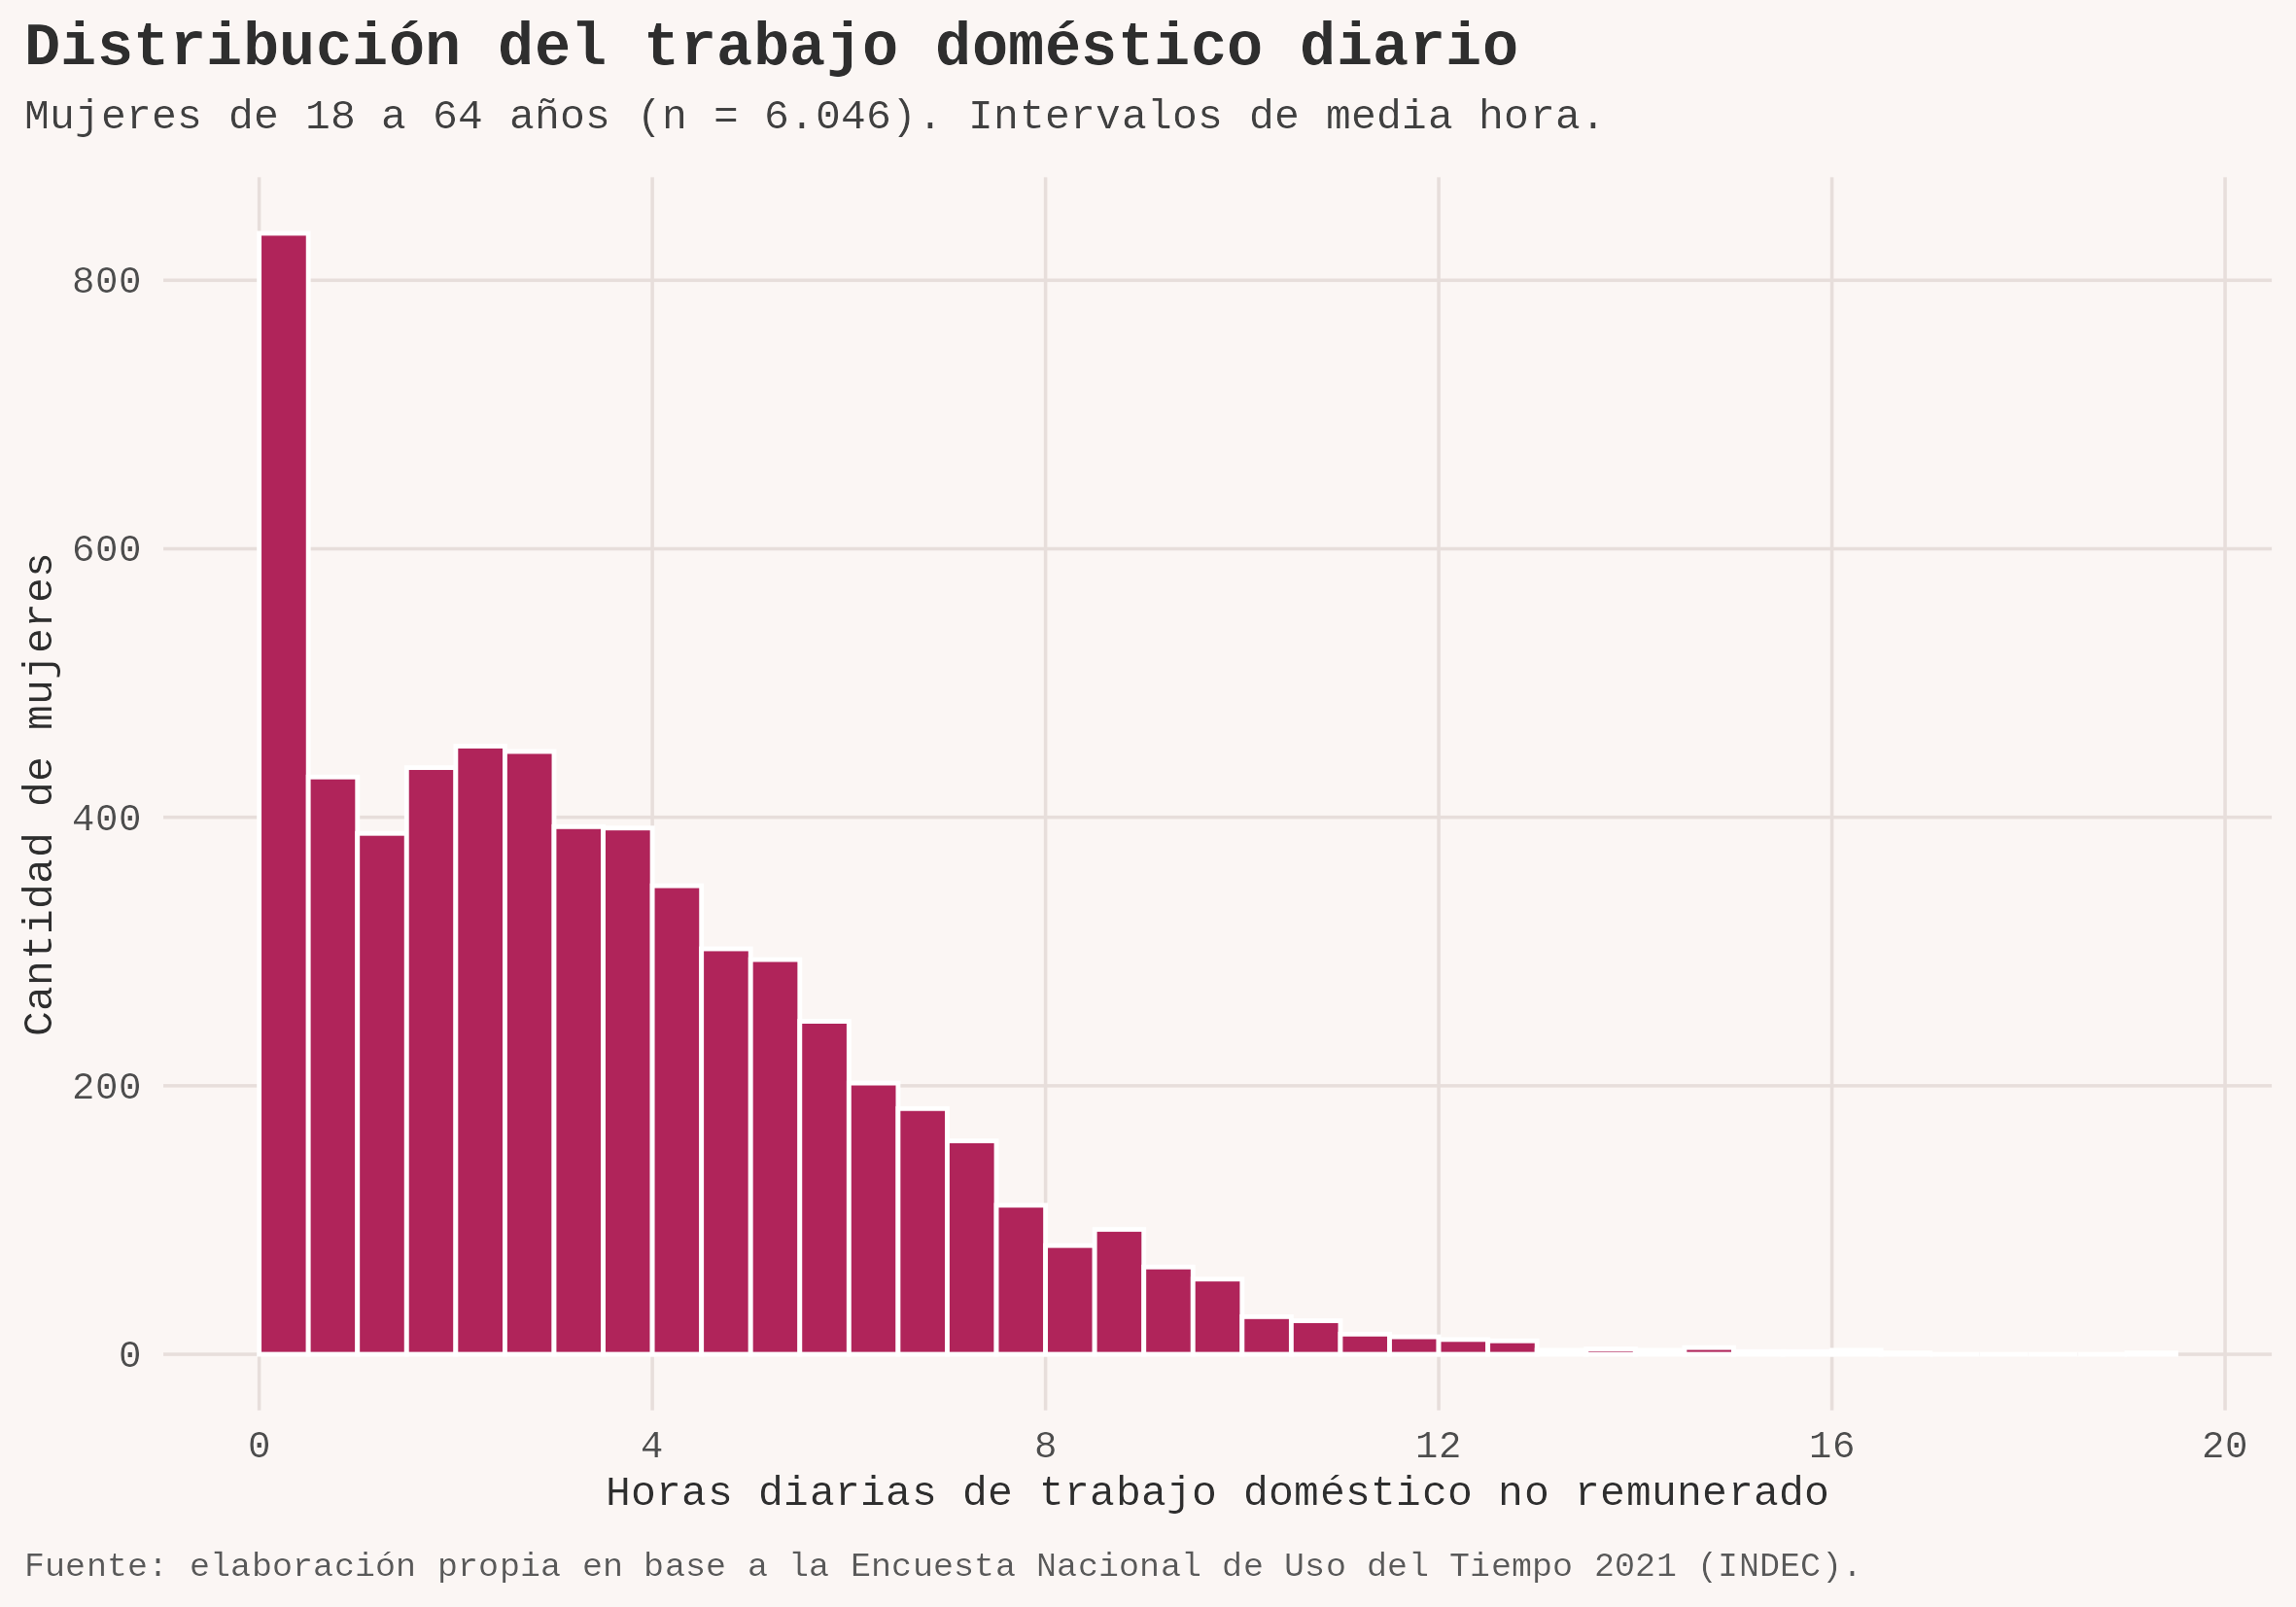 Distribución del trabajo doméstico diario
Mujeres de 18 a 64 años (n = 6.046). Intervalos de media hora.
Cantidad de mujeres
800
600
400
200
0
0 4 8 12 16 20
Horas diarias de trabajo doméstico no remunerado
Fuente: elaboración propia en base a la Encuesta Nacional de Uso del Tiempo 2021 (INDEC).